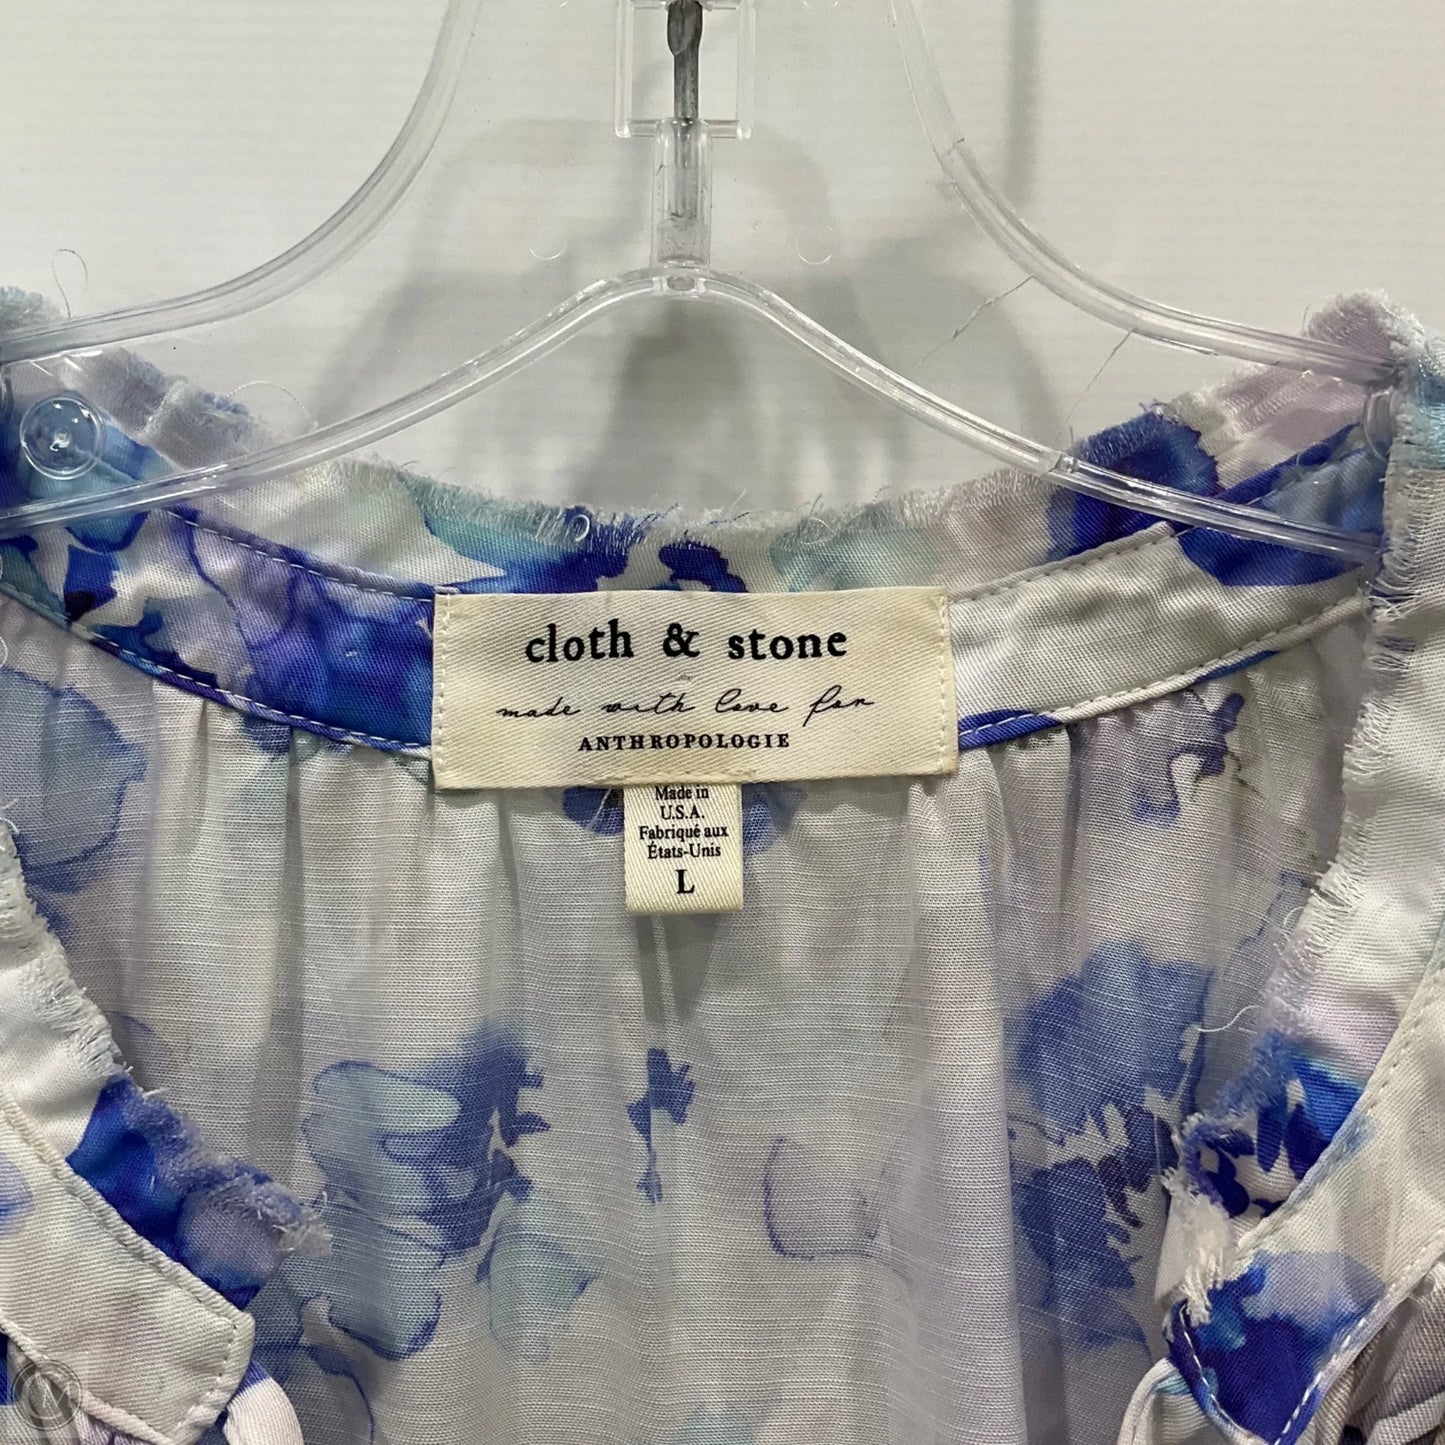 cloth & stone
made with love for
ANTHROPOLOGIE
Made in
U.S.A.
Fabriqué aux
États-Unis
L